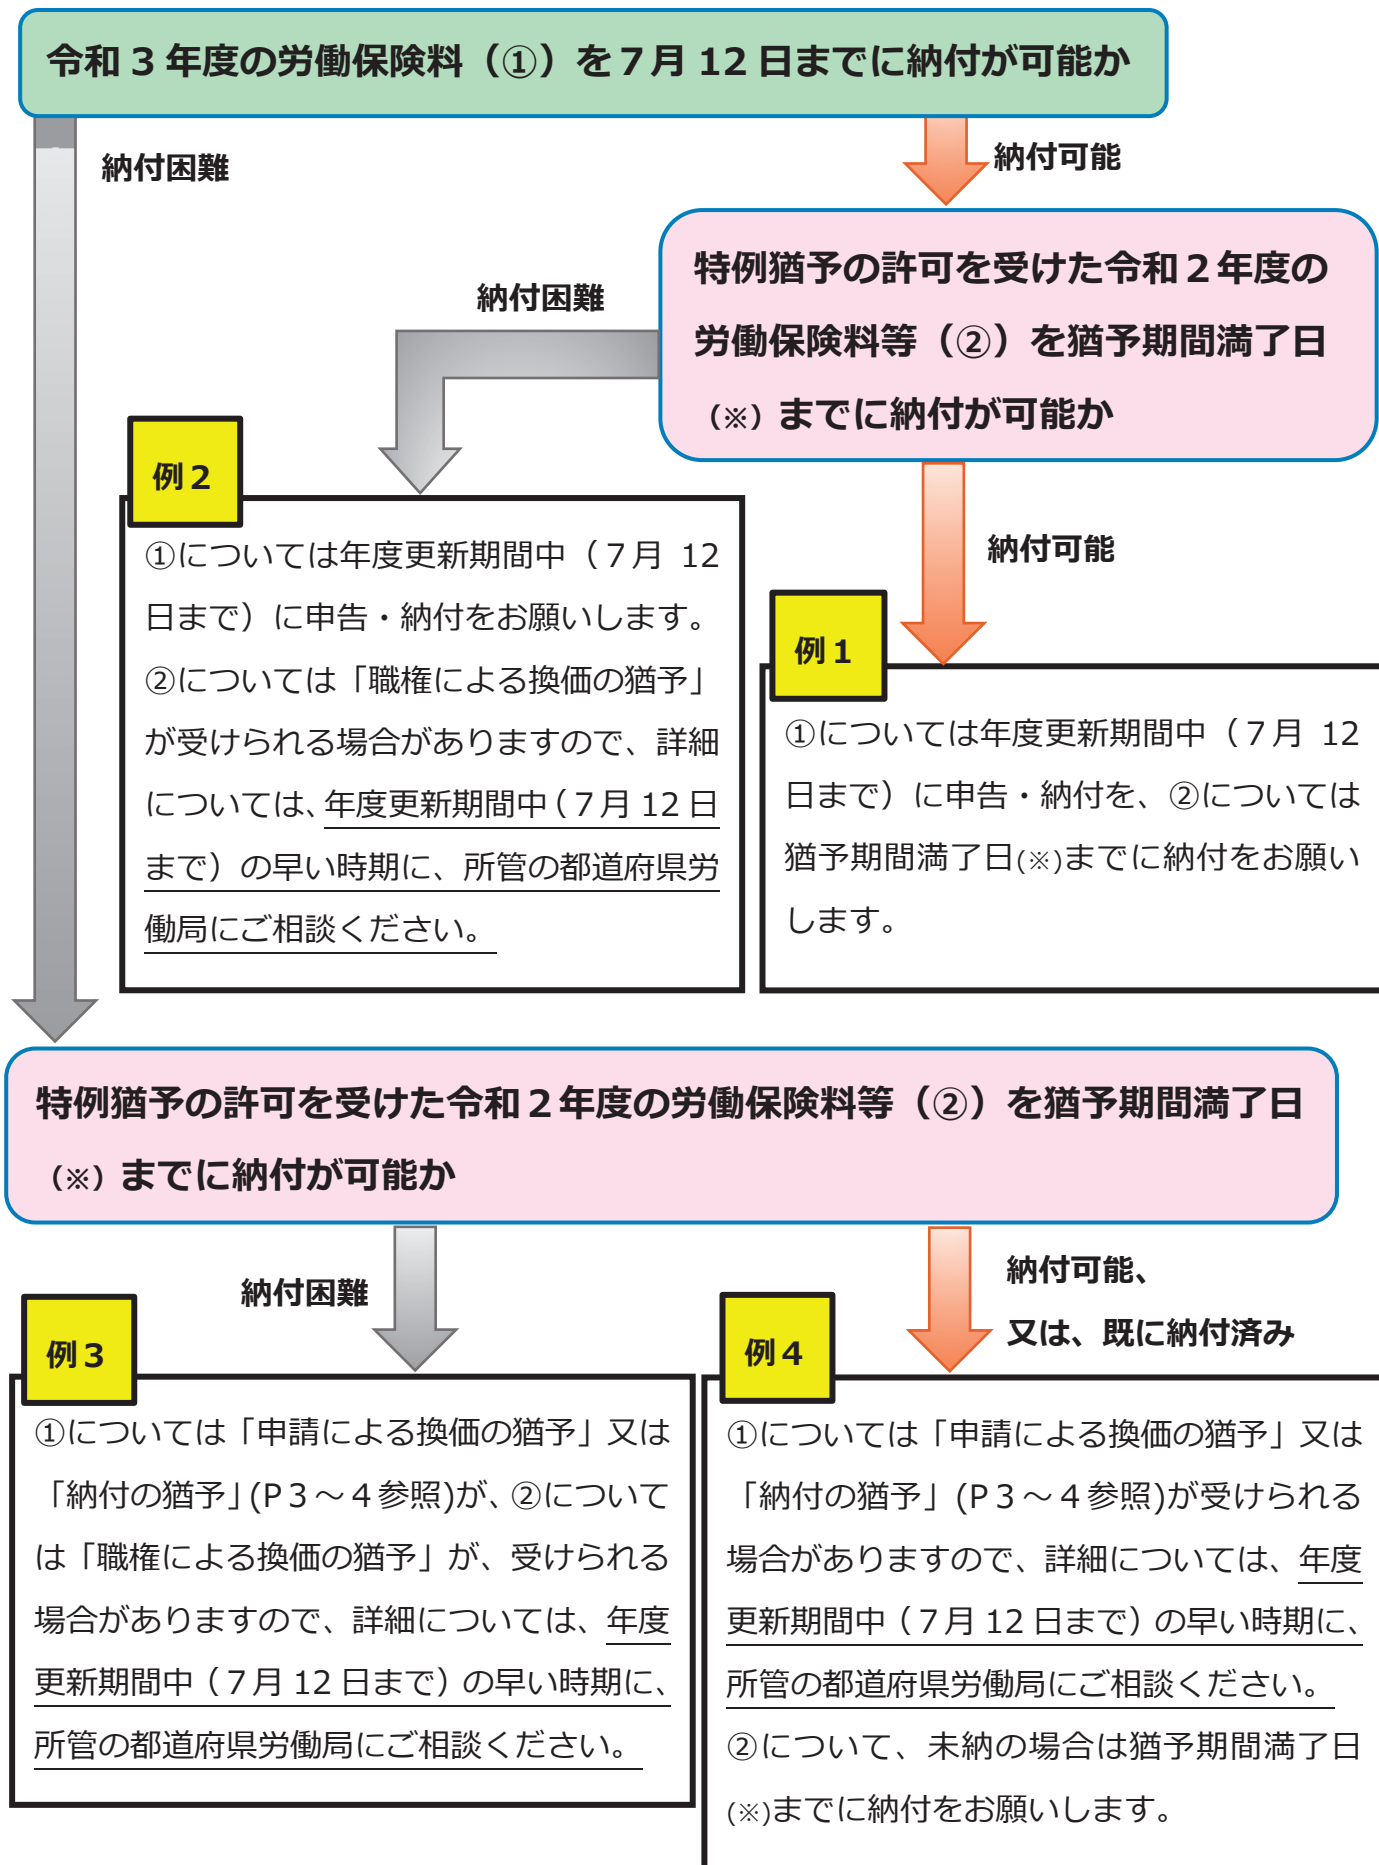 令和３年度の労働保険料（①）を７月 12 日までに納付が可能か
納付困難
納付可能
特例猶予の許可を受けた令和２年度の
労働保険料等（②）を猶予期間満了日
（※）までに納付が可能か
納付困難
納付可能
例２
①については年度更新期間中（７月 12
日まで）に申告・納付をお願いします。
②については「職権による換価の猶予」
が受けられる場合がありますので、詳細
については、年度更新期間中（７月 12 日
まで）の早い時期に、所管の都道府県労
働局にご相談ください。
例１
①については年度更新期間中（７月 12
日まで）に申告・納付を、②については
猶予期間満了日(※)までに納付をお願い
します。
特例猶予の許可を受けた令和２年度の労働保険料等（②）を猶予期間満了日
（※）までに納付が可能か
納付困難
納付可能、
又は、既に納付済み
例３
①については「申請による換価の猶予」又は
「納付の猶予」(P３～４参照)が、②について
は「職権による換価の猶予」が、受けられる
場合がありますので、詳細については、年度
更新期間中（７月 12 日まで）の早い時期に、
所管の都道府県労働局にご相談ください。
例４
①については「申請による換価の猶予」又は
「納付の猶予」(P３～４参照)が受けられる
場合がありますので、詳細については、年度
更新期間中（７月 12 日まで）の早い時期に、
所管の都道府県労働局にご相談ください。
②について、未納の場合は猶予期間満了日
(※)までに納付をお願いします。